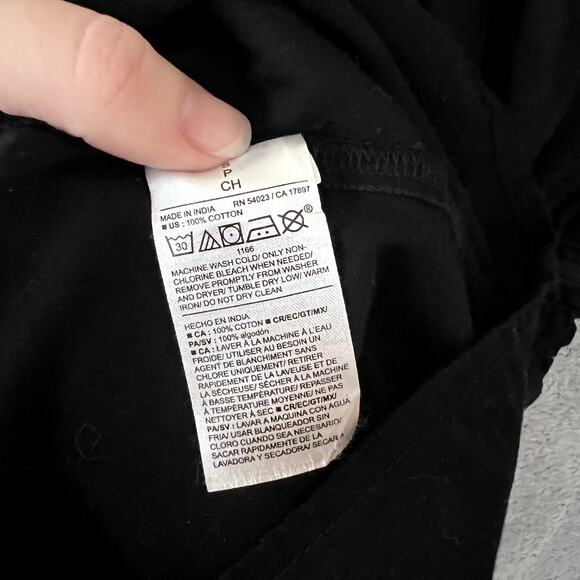 S
P
CH
MADE IN INDIA RN 54023 / CA 17897
■ US : 100% COTTON
30 ®
1166
MACHINE WASH COLD/ ONLY NON-
CHLORINE BLEACH WHEN NEEDED/
REMOVE PROMPTLY FROM WASHER
AND DRYER/ TUMBLE DRY LOW/ WARM
IRON/ DO NOT DRY CLEAN
HECHO EN INDIA
■ CA : 100% COTON ■ CR/EC/GT/MX/
PA/SV : 100% algodón
■ CA : LAVER À LA MACHINE À L'EAU
FROIDE/ UTILISER AU BESOIN UN
AGENT DE BLANCHIMENT SANS
CHLORE UNIQUEMENT/ RETIRER
RAPIDEMENT DE LA LAVEUSE ET DE
LA SÉCHEUSE/ SÉCHER À LA MACHINE
À BASSE TEMPÉRATURE/ REPASSER
À TEMPÉRATURE MOYENNE/ NE PAS
NETTOYER À SEC ■ CR/EC/GT/MX/
PA/SV : LAVAR A MAQUINA CON AGUA
FRIA/ USAR BLANQUEADOR SIN
CLORO CUANDO SEA NECESARIO/
SACAR RAPIDAMENTE DE LA
LAVADORA Y SECADORA/ SECAR A